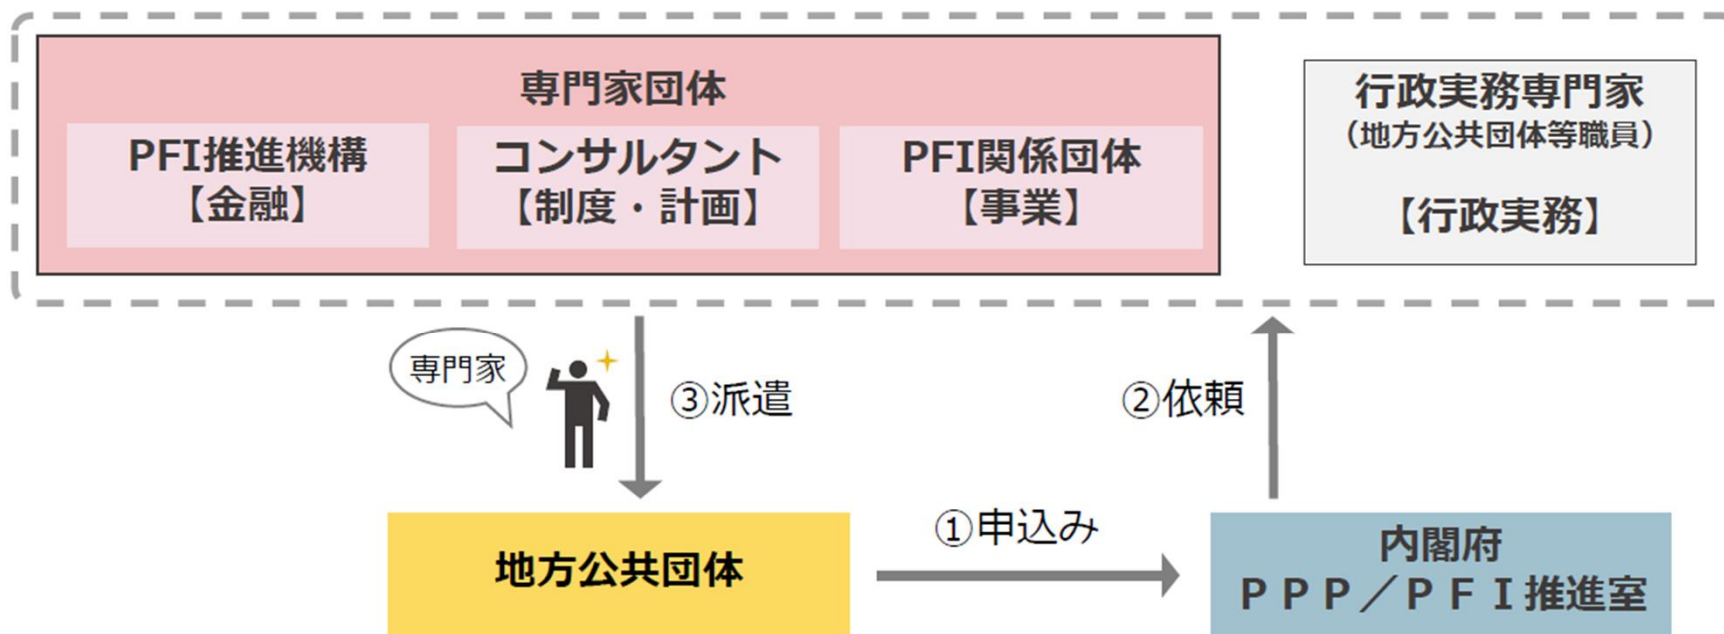 専門家団体
PFI推進機構
【金融】
コンサルタント
【制度・計画】
PFI関係団体
【事業】
行政実務専門家
（地方公共団体等職員）
【行政実務】
専門家
③派遣
②依頼
地方公共団体
①申込み
内閣府
ＰＰＰ／ＰＦＩ推進室